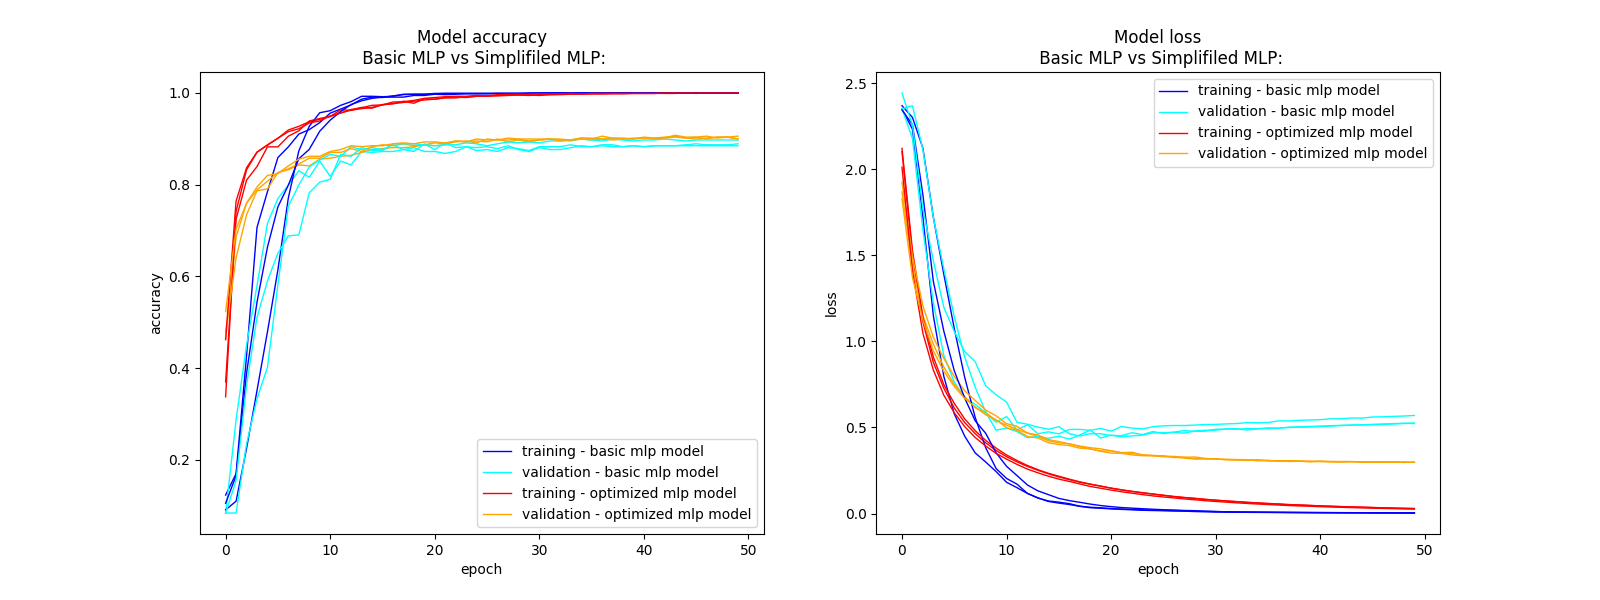 Model accuracy
Basic MLP vs Simplifiled MLP:
accuracy
1.0
0.8
0.6
0.4
0.2
0
10
20
30
40
50
epoch
training - basic mlp model
validation - basic mlp model
training - optimized mlp model
validation - optimized mlp model
Model loss
Basic MLP vs Simplifiled MLP:
loss
2.5
2.0
1.5
1.0
0.5
0.0
0
10
20
30
40
50
epoch
training - basic mlp model
validation - basic mlp model
training - optimized mlp model
validation - optimized mlp model